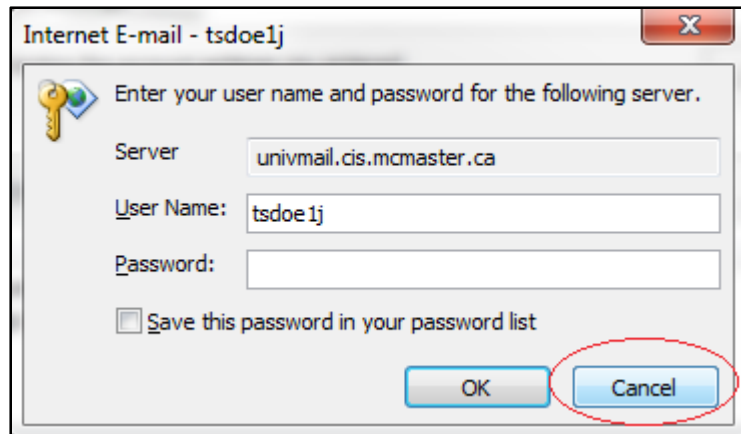 Internet E-mail - tsdoe1j
X
Enter your user name and password for the following server.
Server univmail.cis.mcmaster.ca
User Name: tsdoe1j
Password:
Save this password in your password list
OK Cancel